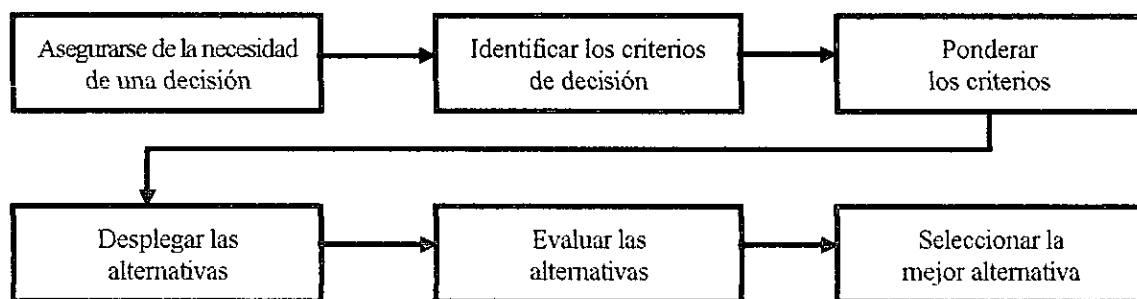 Asegurarse de la necesidad
de una decisión
Identificar los criterios
de decisión
Ponderar
los criterios
Desplegar las
alternativas
Evaluar las
alternativas
Seleccionar la
mejor alternativa